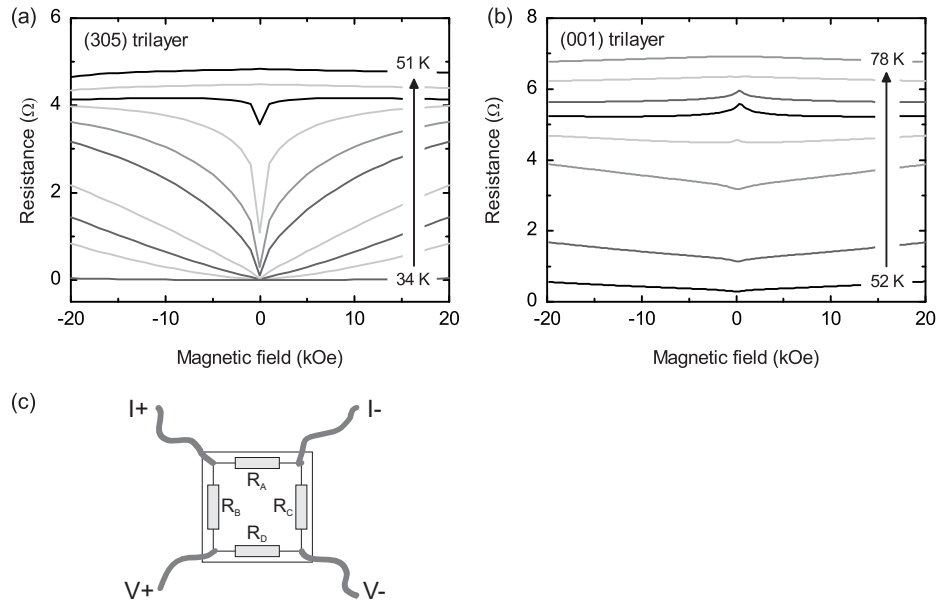 (a)
(305) trilayer
51 K
34 K
6
4
2
0
Resistance (Ω)
-20 -10 0 10 20
Magnetic field (kOe)
(b)
(001) trilayer
78 K
52 K
8
6
4
2
0
Resistance (Ω)
-20 -10 0 10 20
Magnetic field (kOe)
(c)
I+ I-
R_A
R_B R_C
R_D
V+ V-